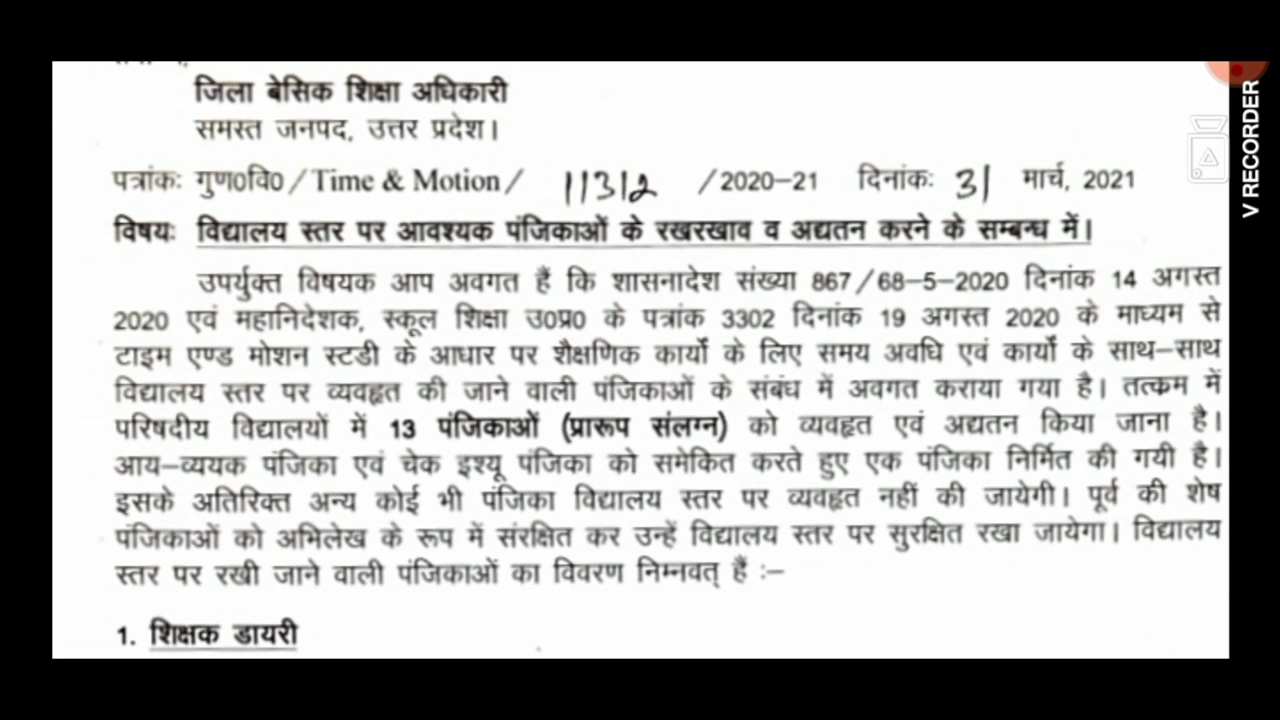 जिला बेसिक शिक्षा अधिकारी
समस्त जनपद, उत्तर प्रदेश।
पत्रांकः गुण०वि० / Time & Motion / 11312 / 2020-21 दिनांकः 31 मार्च, 2021
विषयः विद्यालय स्तर पर आवश्यक पंजिकाओं के रखरखाव व अद्यतन करने के सम्बन्ध में।
उपर्युक्त विषयक आप अवगत हैं कि शासनादेश संख्या 867/68-5-2020 दिनांक 14 अगस्त
2020 एवं महानिदेशक, स्कूल शिक्षा उ०प्र० के पत्रांक 3302 दिनांक 19 अगस्त 2020 के माध्यम से
टाइम एण्ड मोशन स्टडी के आधार पर शैक्षणिक कार्यों के लिए समय अवधि एवं कार्यों के साथ-साथ
विद्यालय स्तर पर व्यवहृत की जाने वाली पंजिकाओं के संबंध में अवगत कराया गया है। तत्क्रम में
परिषदीय विद्यालयों में 13 पंजिकाओं (प्रारूप संलग्न) को व्यवहृत एवं अद्यतन किया जाना है।
आय-व्ययक पंजिका एवं चेक इश्यू पंजिका को समेकित करते हुए एक पंजिका निर्मित की गयी है।
इसके अतिरिक्त अन्य कोई भी पंजिका विद्यालय स्तर पर व्यवहृत नहीं की जायेगी। पूर्व की शेष
पंजिकाओं को अभिलेख के रूप में संरक्षित कर उन्हें विद्यालय स्तर पर सुरक्षित रखा जायेगा। विद्यालय
स्तर पर रखी जाने वाली पंजिकाओं का विवरण निम्नवत् है :-
1. शिक्षक डायरी
V RECORDER